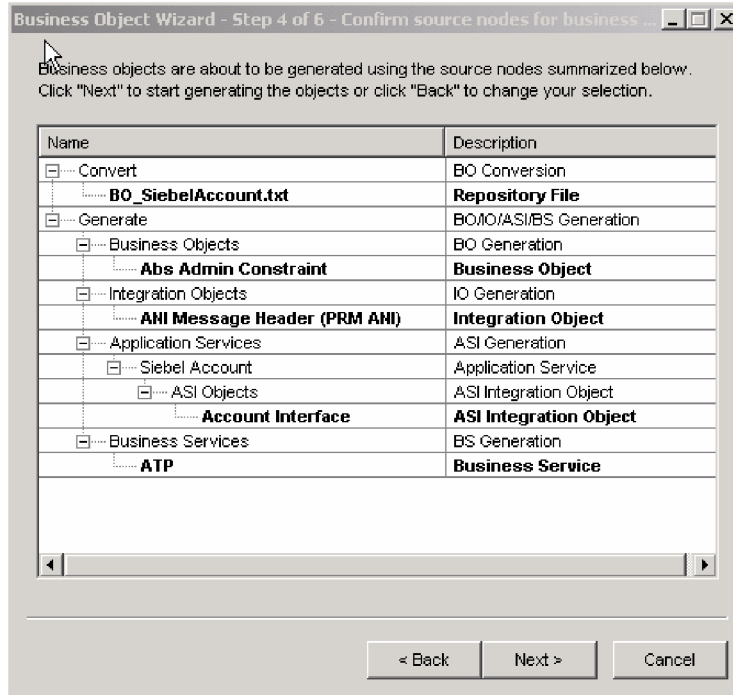 Business Object Wizard - Step 4 of 6 - Confirm source nodes for business ...
Business objects are about to be generated using the source nodes summarized below.
Click "Next" to start generating the objects or click "Back" to change your selection.
Name Description
Convert BO Conversion
BO_SiebelAccount.txt Repository File
Generate BO/IO/ASI/BS Generation
Business Objects BO Generation
Abs Admin Constraint Business Object
Integration Objects IO Generation
ANI Message Header (PRM ANI) Integration Object
Application Services ASI Generation
Siebel Account Application Service
ASI Objects ASI Integration Object
Account Interface ASI Integration Object
Business Services BS Generation
ATP Business Service
< Back Next > Cancel